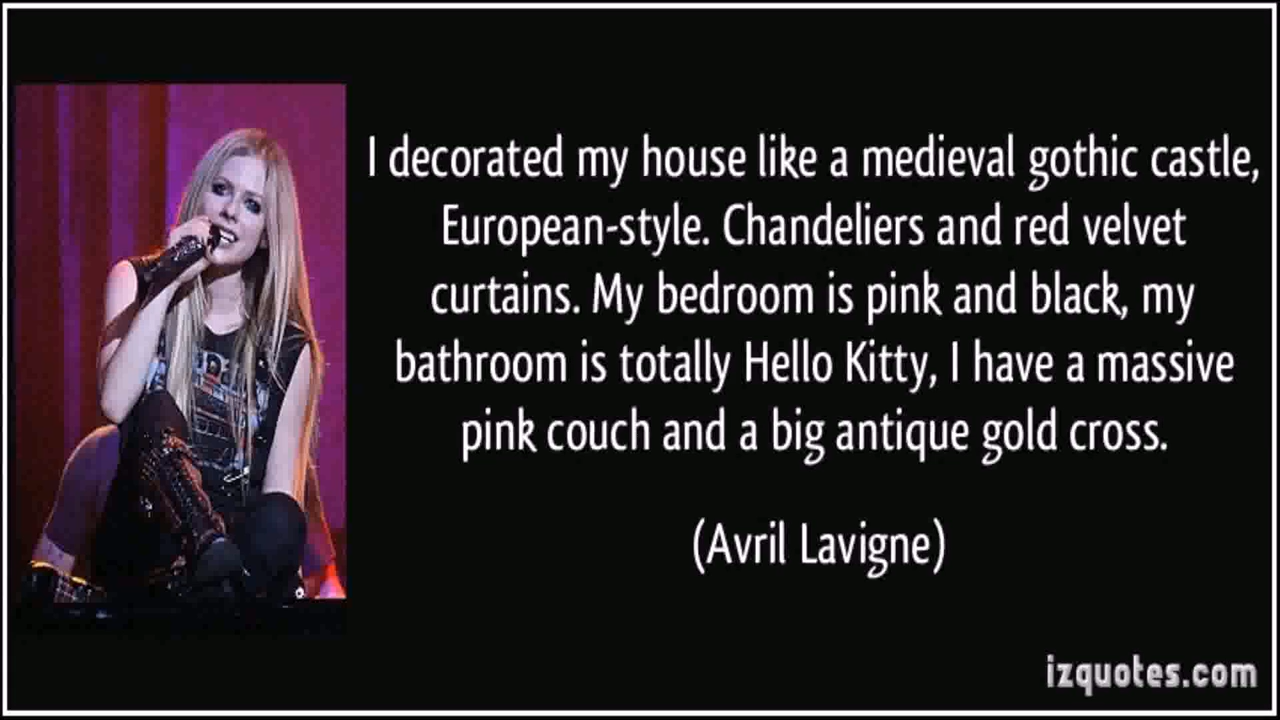 I decorated my house like a medieval gothic castle,
European-style. Chandeliers and red velvet
curtains. My bedroom is pink and black, my
bathroom is totally Hello Kitty, I have a massive
pink couch and a big antique gold cross.
(Avril Lavigne)
izquotes.com